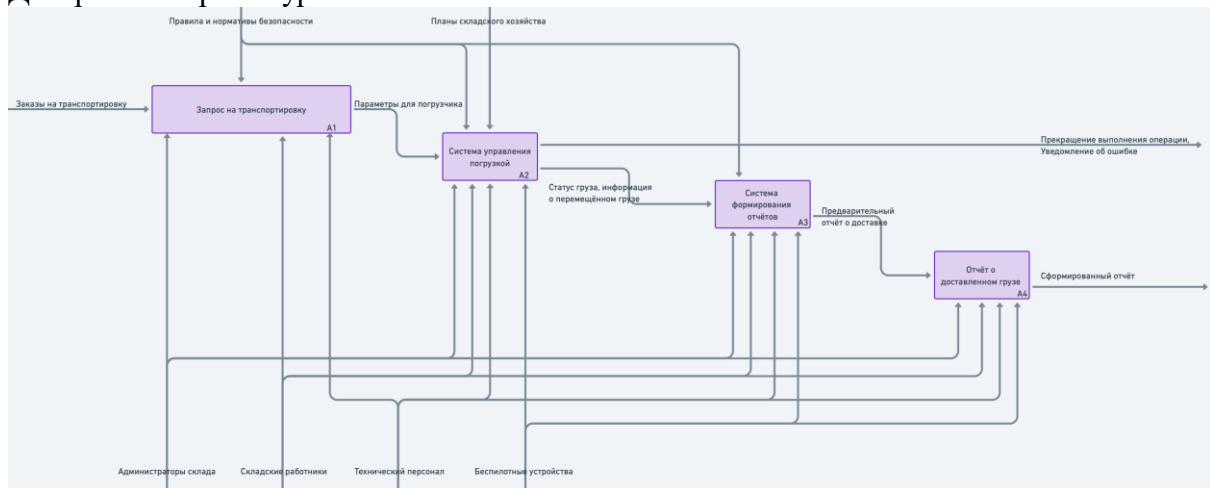 Правила и нормативы безопасности
Планы складского хозяйства
Заказы на транспортировку
Запрос на транспортировку
A1
Параметры для погрузчика
Система управления
погрузкой
A2
Прекращение выполнения операции,
Уведомление об ошибке
Статус груза, информация
о перемещённом грузе
Система
формирования
отчётов
A3
Предварительный
отчёт о доставке
Отчёт о
доставленном грузе
A4
Сформированный отчёт
Администраторы склада
Складские работники
Технический персонал
Беспилотные устройства